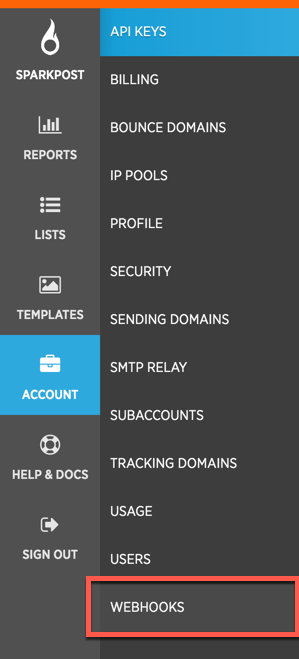 SPARKPOST
REPORTS
LISTS
TEMPLATES
ACCOUNT
HELP & DOCS
SIGN OUT
API KEYS
BILLING
BOUNCE DOMAINS
IP POOLS
PROFILE
SECURITY
SENDING DOMAINS
SMTP RELAY
SUBACCOUNTS
TRACKING DOMAINS
USAGE
USERS
WEBHOOKS